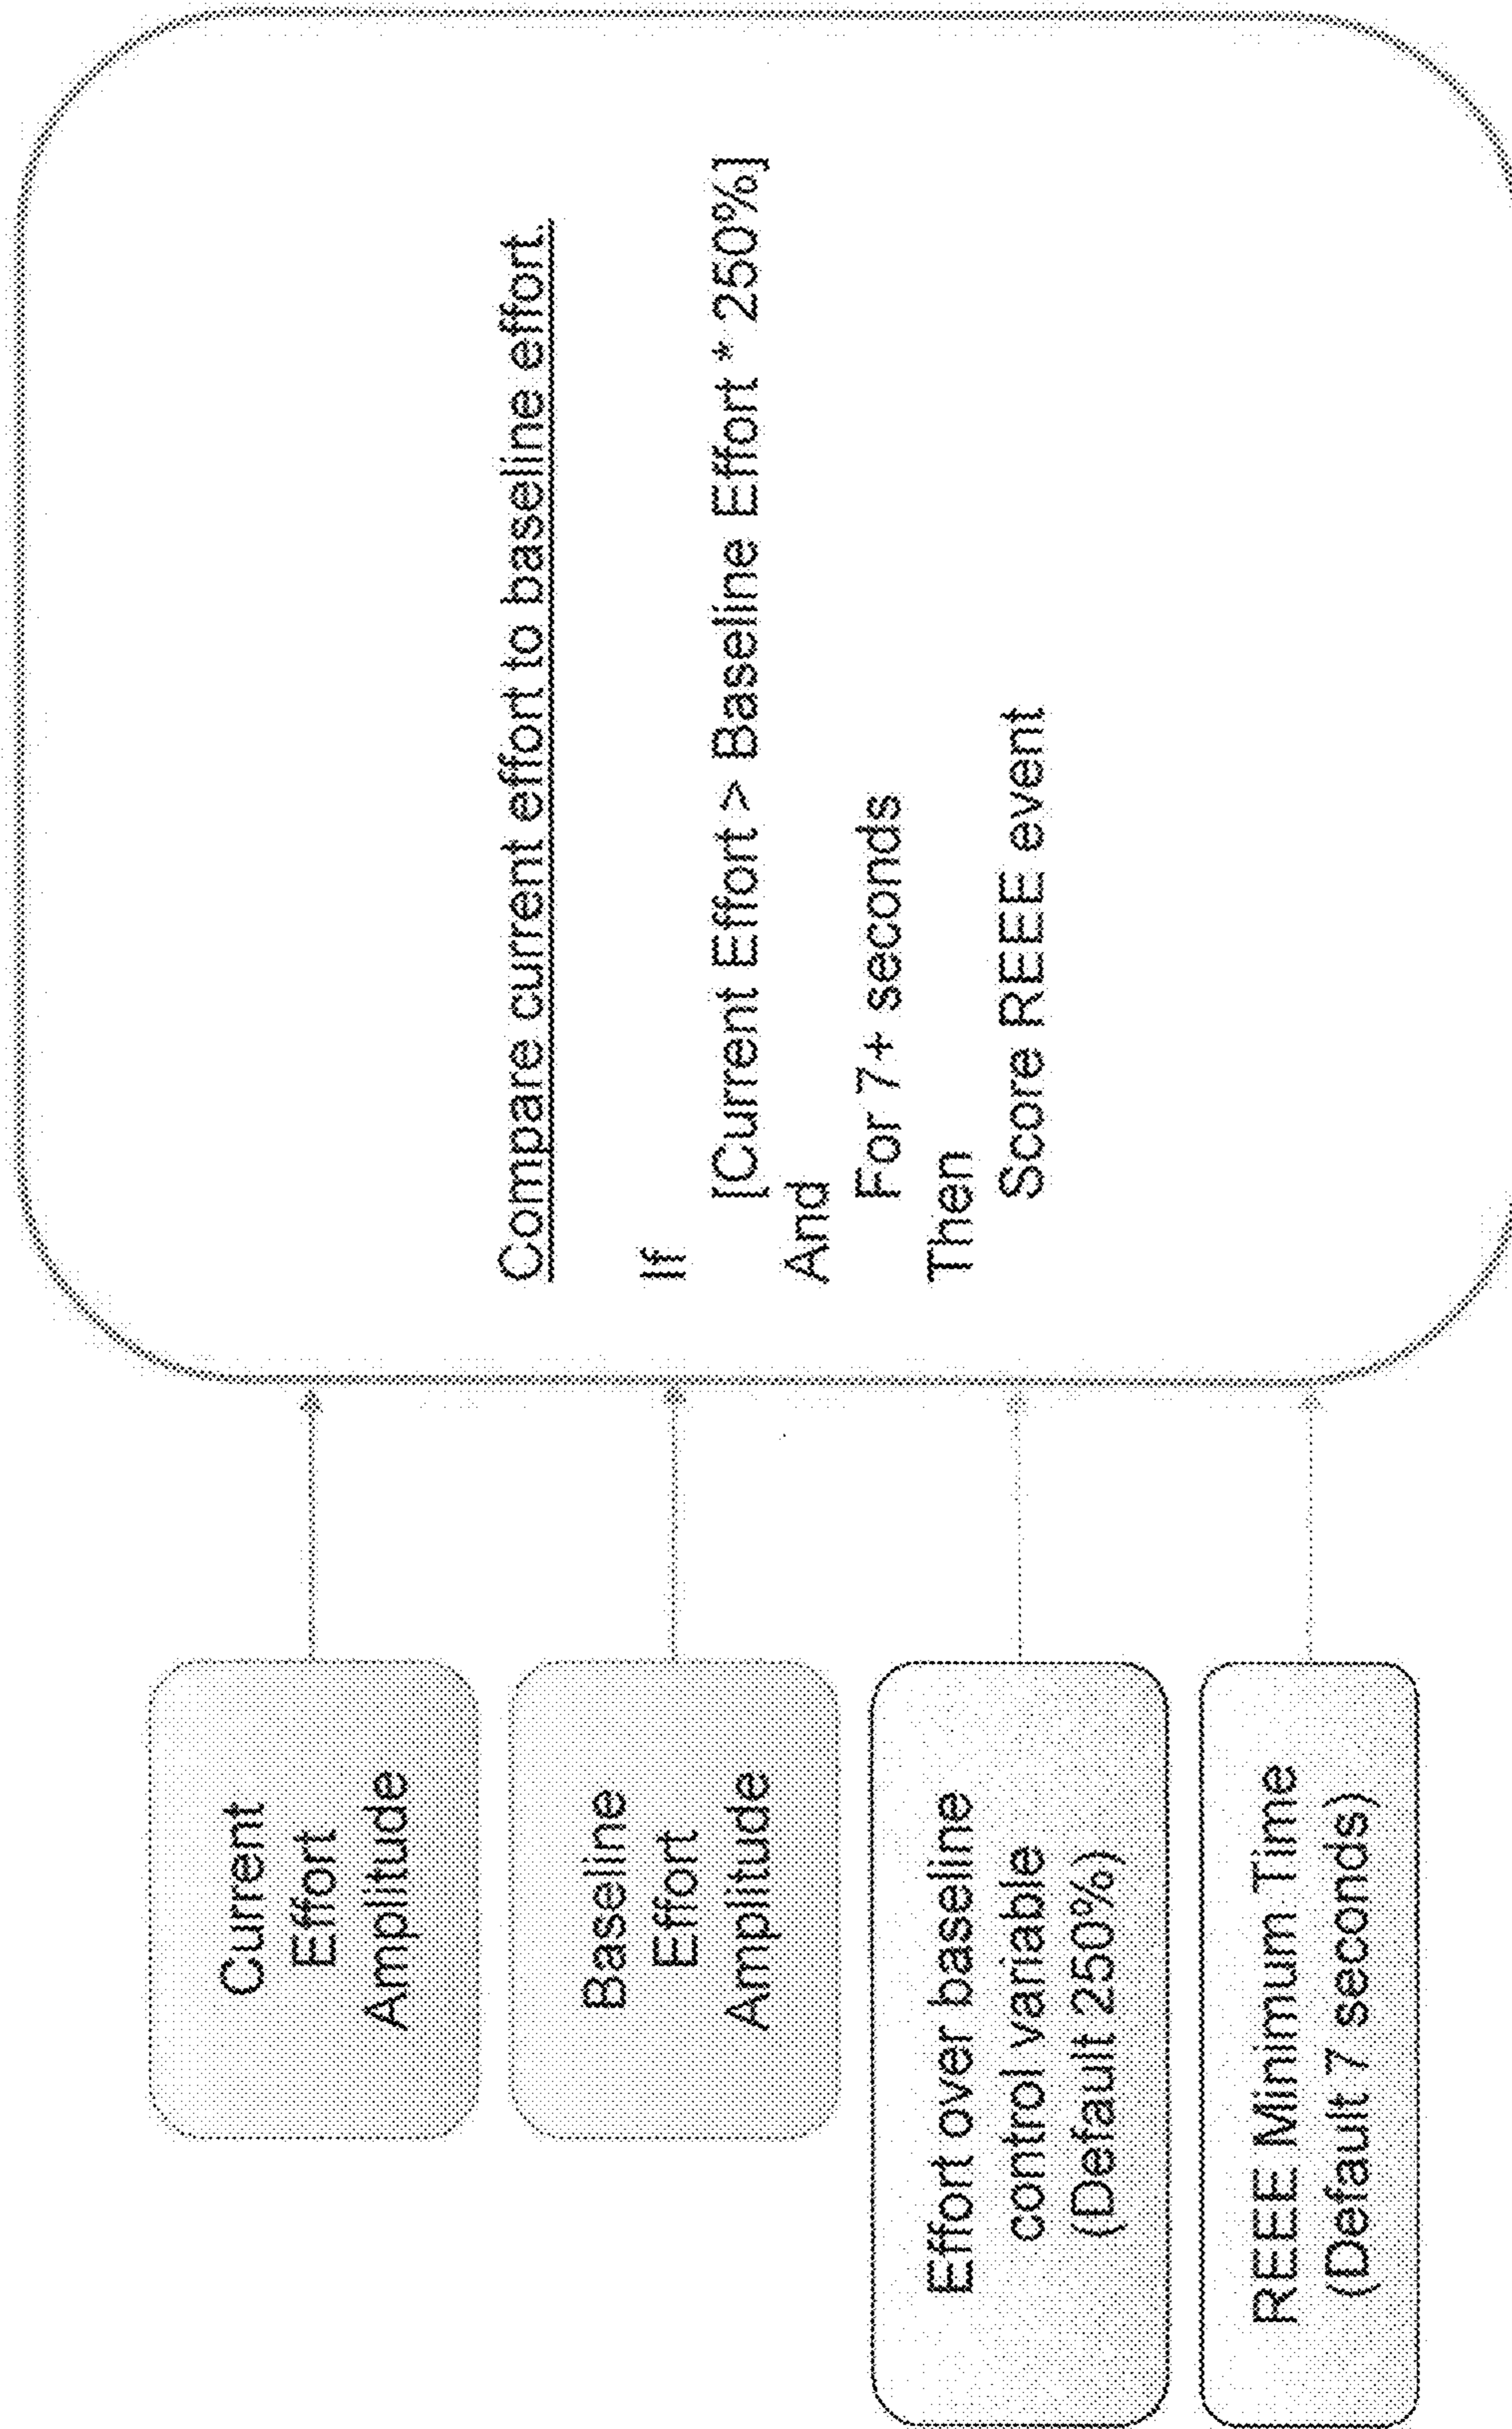 Current
Effort
Amplitude
Baseline
Effort
Amplitude
Effort over baseline
control variable
(Default 250%)
REEE Minimum Time
(Default 7 seconds)
Compare current effort to baseline effort.
If
[Current Effort > Baseline Effort * 250%]
And
For 7+ seconds
Then
Score REEE event